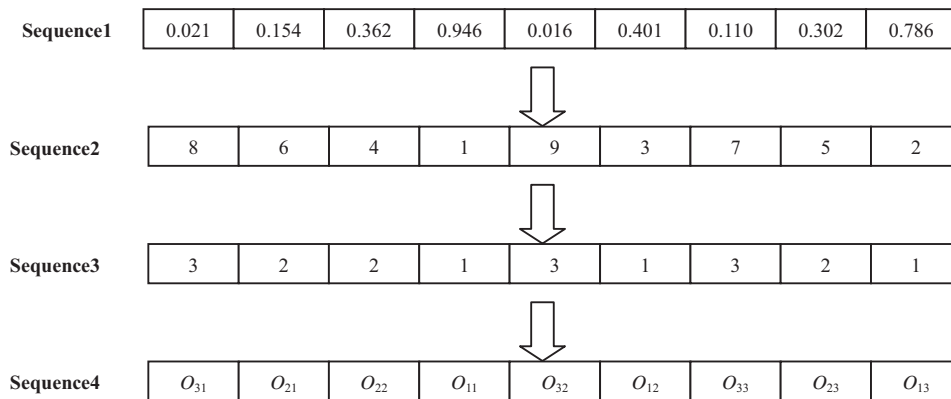 Sequence1 0.021 0.154 0.362 0.946 0.016 0.401 0.110 0.302 0.786
Sequence2 8 6 4 1 9 3 7 5 2
Sequence3 3 2 2 1 3 1 3 2 1
Sequence4 O₃₁ O₂₁ O₂₂ O₁₁ O₃₂ O₁₂ O₃₃ O₂₃ O₁₃